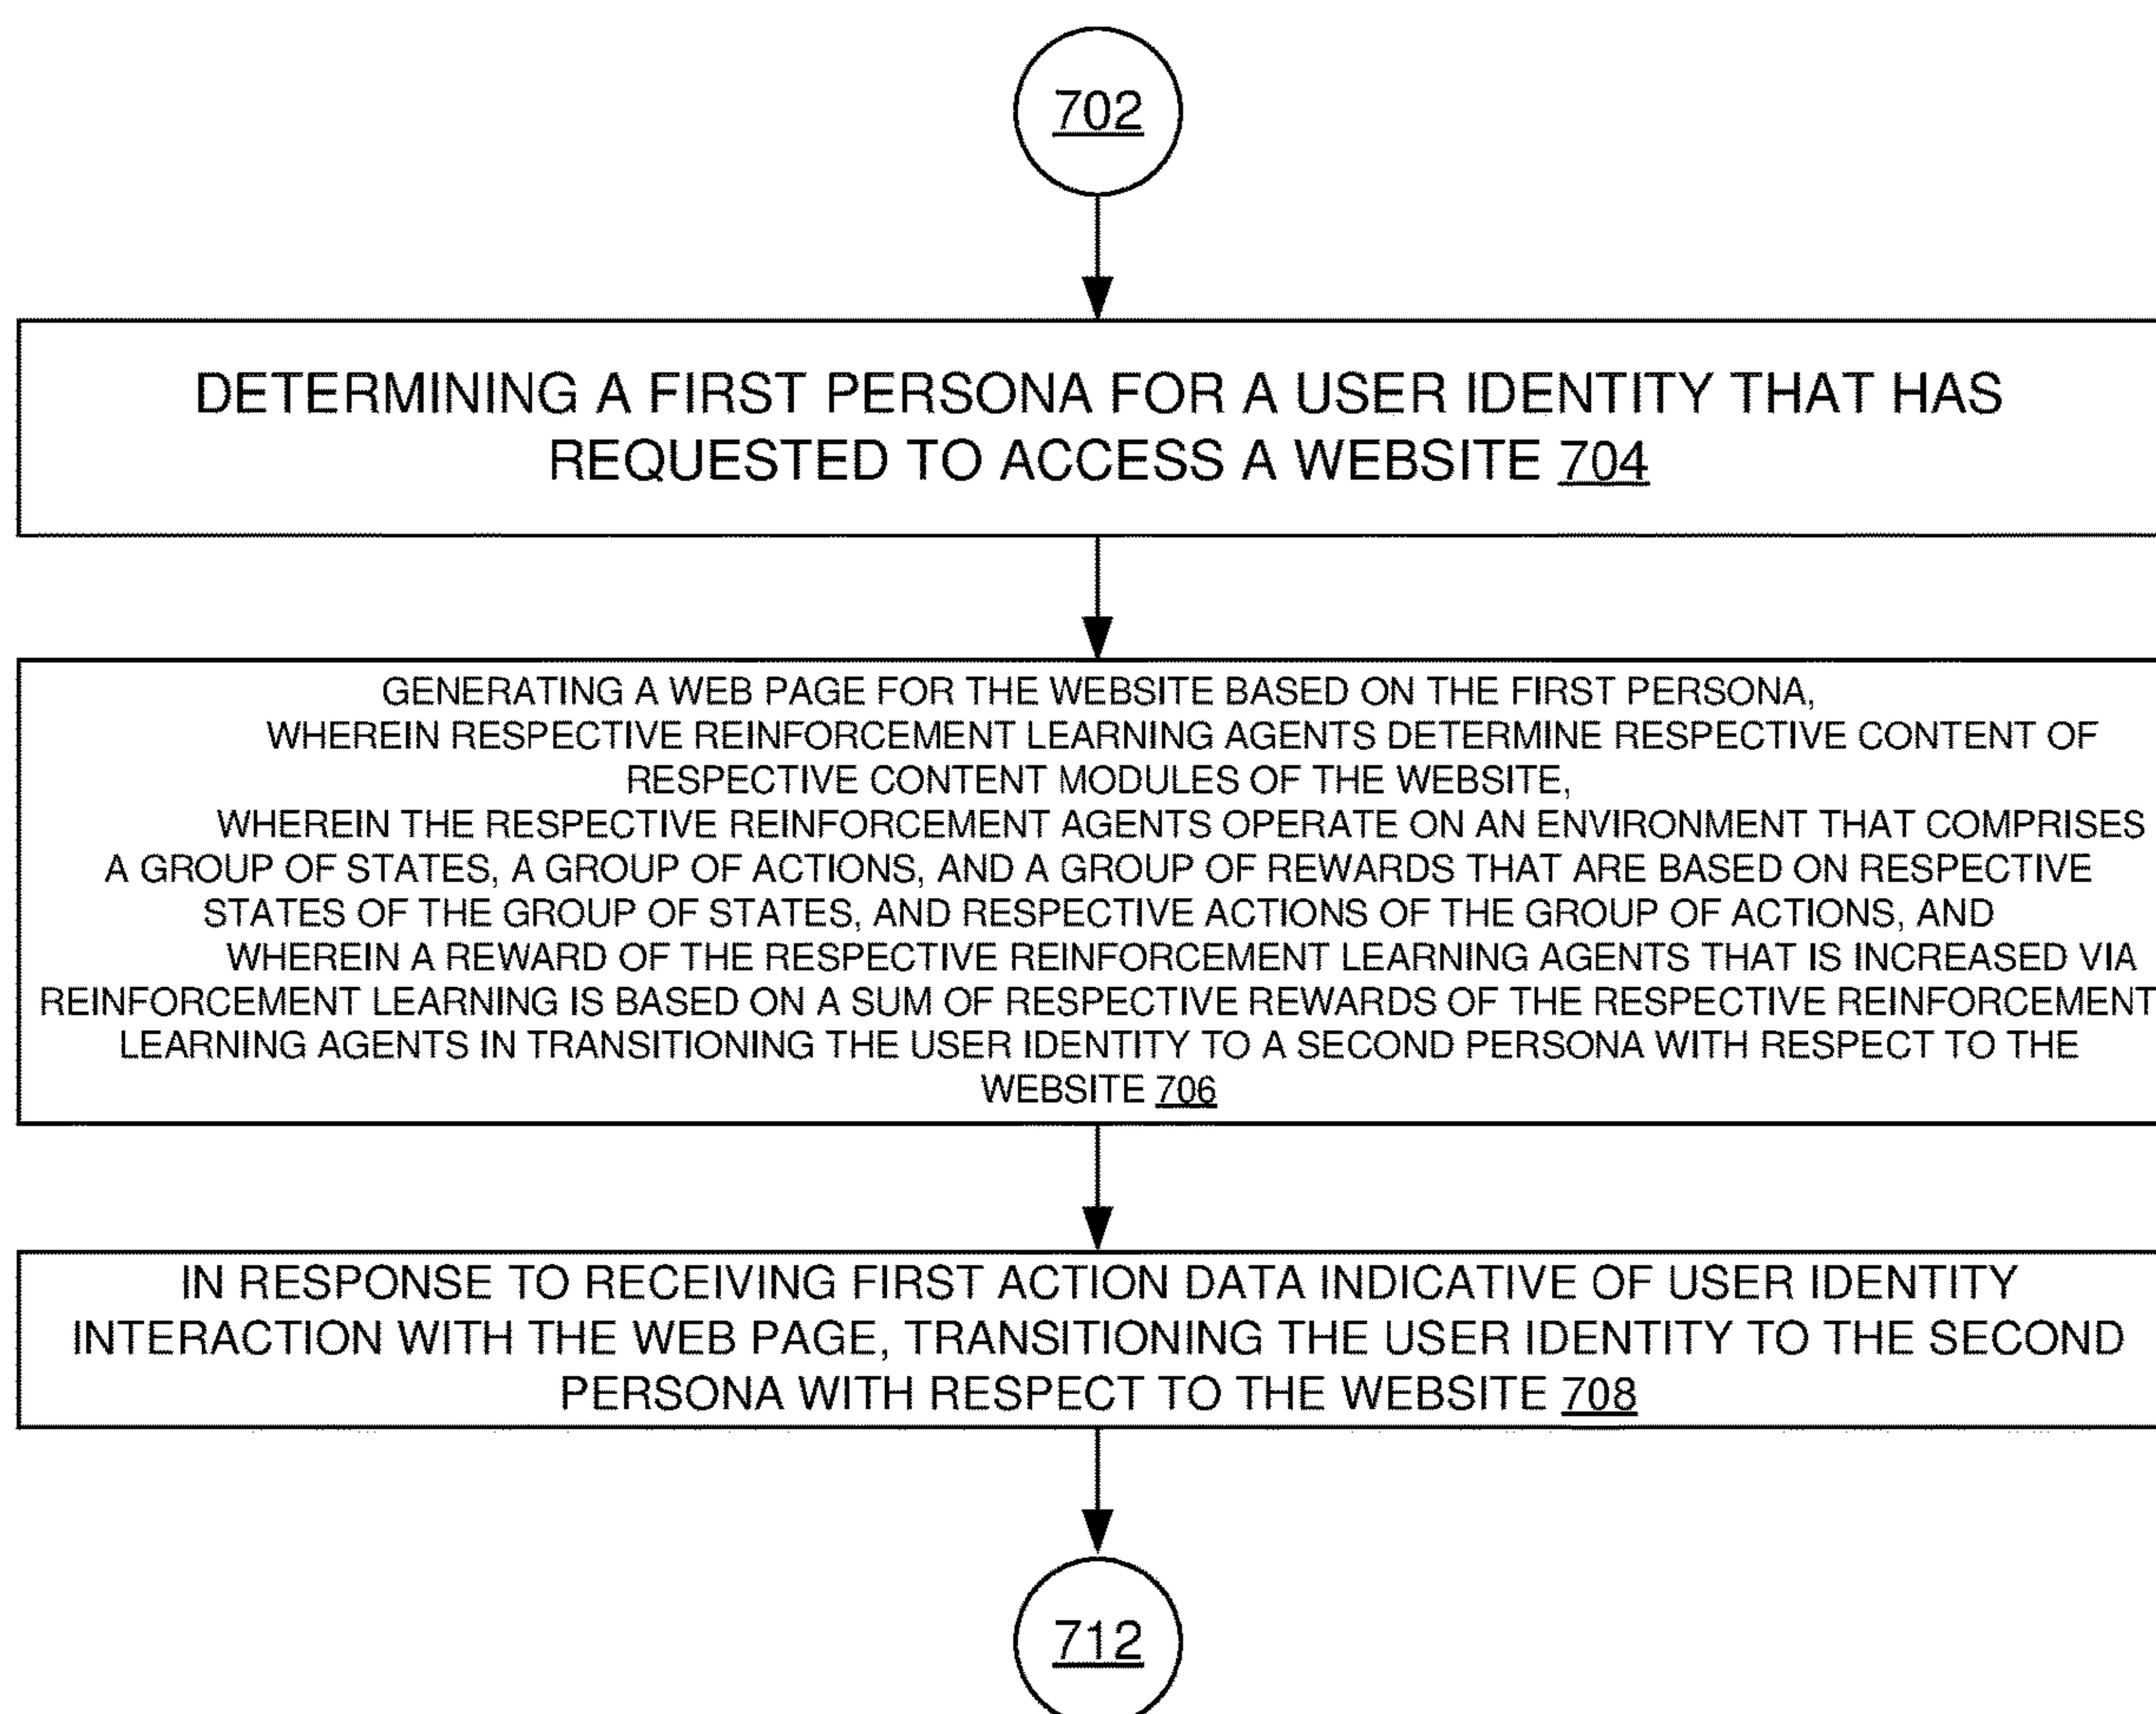 702
DETERMINING A FIRST PERSONA FOR A USER IDENTITY THAT HAS
REQUESTED TO ACCESS A WEBSITE 704
GENERATING A WEB PAGE FOR THE WEBSITE BASED ON THE FIRST PERSONA,
WHEREIN RESPECTIVE REINFORCEMENT LEARNING AGENTS DETERMINE RESPECTIVE CONTENT OF
RESPECTIVE CONTENT MODULES OF THE WEBSITE,
WHEREIN THE RESPECTIVE REINFORCEMENT AGENTS OPERATE ON AN ENVIRONMENT THAT COMPRISES
A GROUP OF STATES, A GROUP OF ACTIONS, AND A GROUP OF REWARDS THAT ARE BASED ON RESPECTIVE
STATES OF THE GROUP OF STATES, AND RESPECTIVE ACTIONS OF THE GROUP OF ACTIONS, AND
WHEREIN A REWARD OF THE RESPECTIVE REINFORCEMENT LEARNING AGENTS THAT IS INCREASED VIA
REINFORCEMENT LEARNING IS BASED ON A SUM OF RESPECTIVE REWARDS OF THE RESPECTIVE REINFORCEMENT
LEARNING AGENTS IN TRANSITIONING THE USER IDENTITY TO A SECOND PERSONA WITH RESPECT TO THE
WEBSITE 706
IN RESPONSE TO RECEIVING FIRST ACTION DATA INDICATIVE OF USER IDENTITY
INTERACTION WITH THE WEB PAGE, TRANSITIONING THE USER IDENTITY TO THE SECOND
PERSONA WITH RESPECT TO THE WEBSITE 708
712